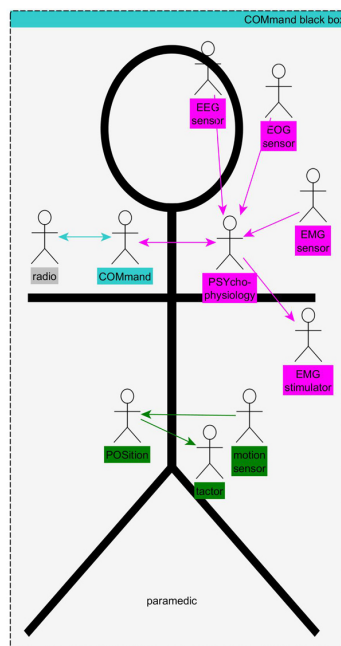 COMmand black box
EEG
sensor
EOG
sensor
radio
COMmand
PSYcho-
physiology
EMG
sensor
EMG
stimulator
POSition
tactor
motion
sensor
paramedic